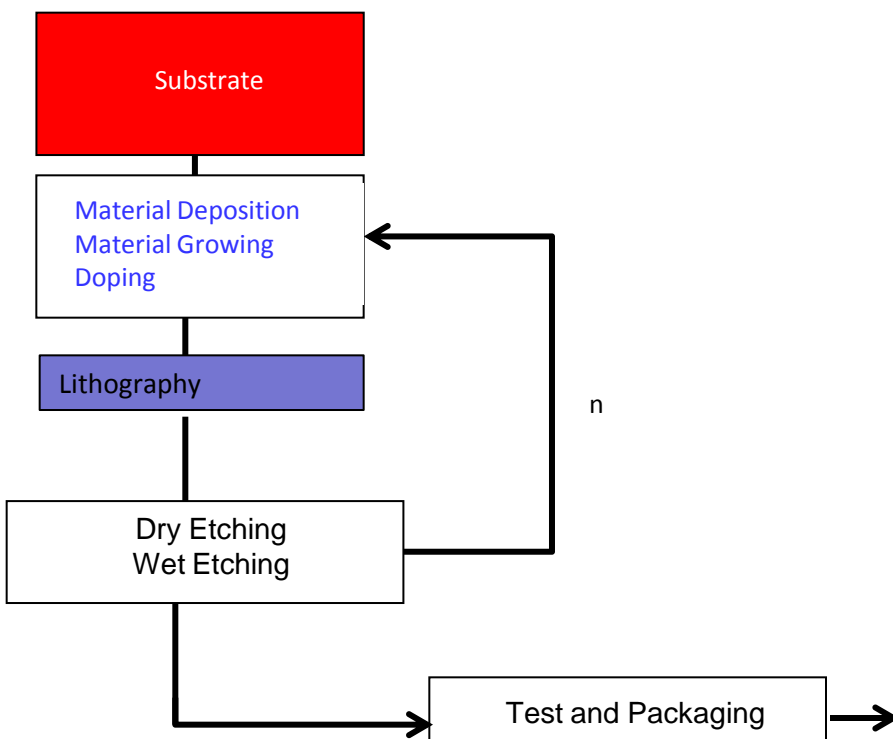 Substrate
Material Deposition
Material Growing
Doping
Lithography
n
Dry Etching
Wet Etching
Test and Packaging